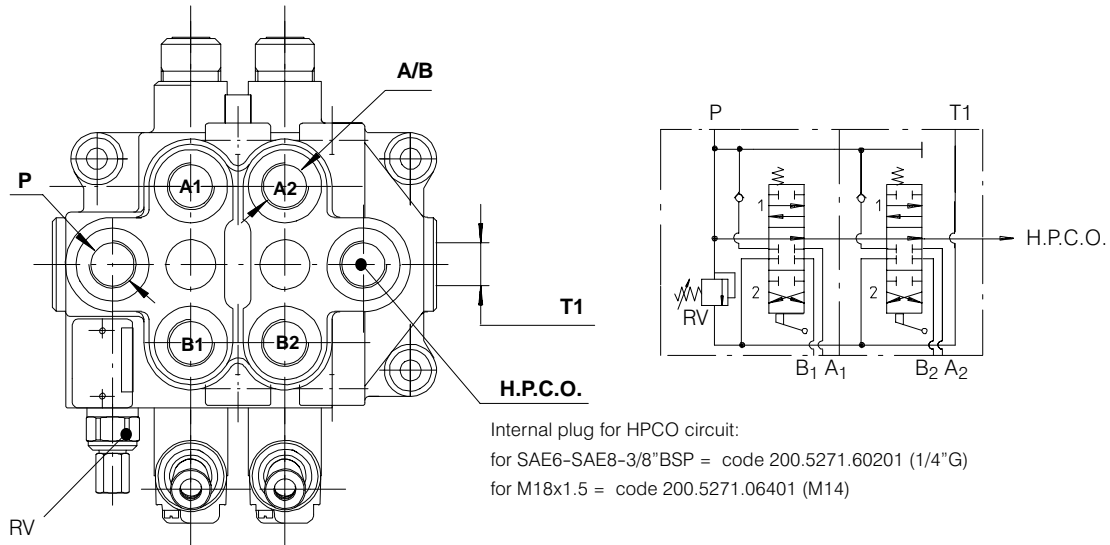 A/B
P
A1
A2
B1
B2
T1
H.P.C.O.
RV
P
T1
1
1
H.P.C.O.
2
2
RV
B1 A1
B2 A2
Internal plug for HPCO circuit:
for SAE6-SAE8-3/8"BSP = code 200.5271.60201 (1/4"G)
for M18x1.5 = code 200.5271.06401 (M14)